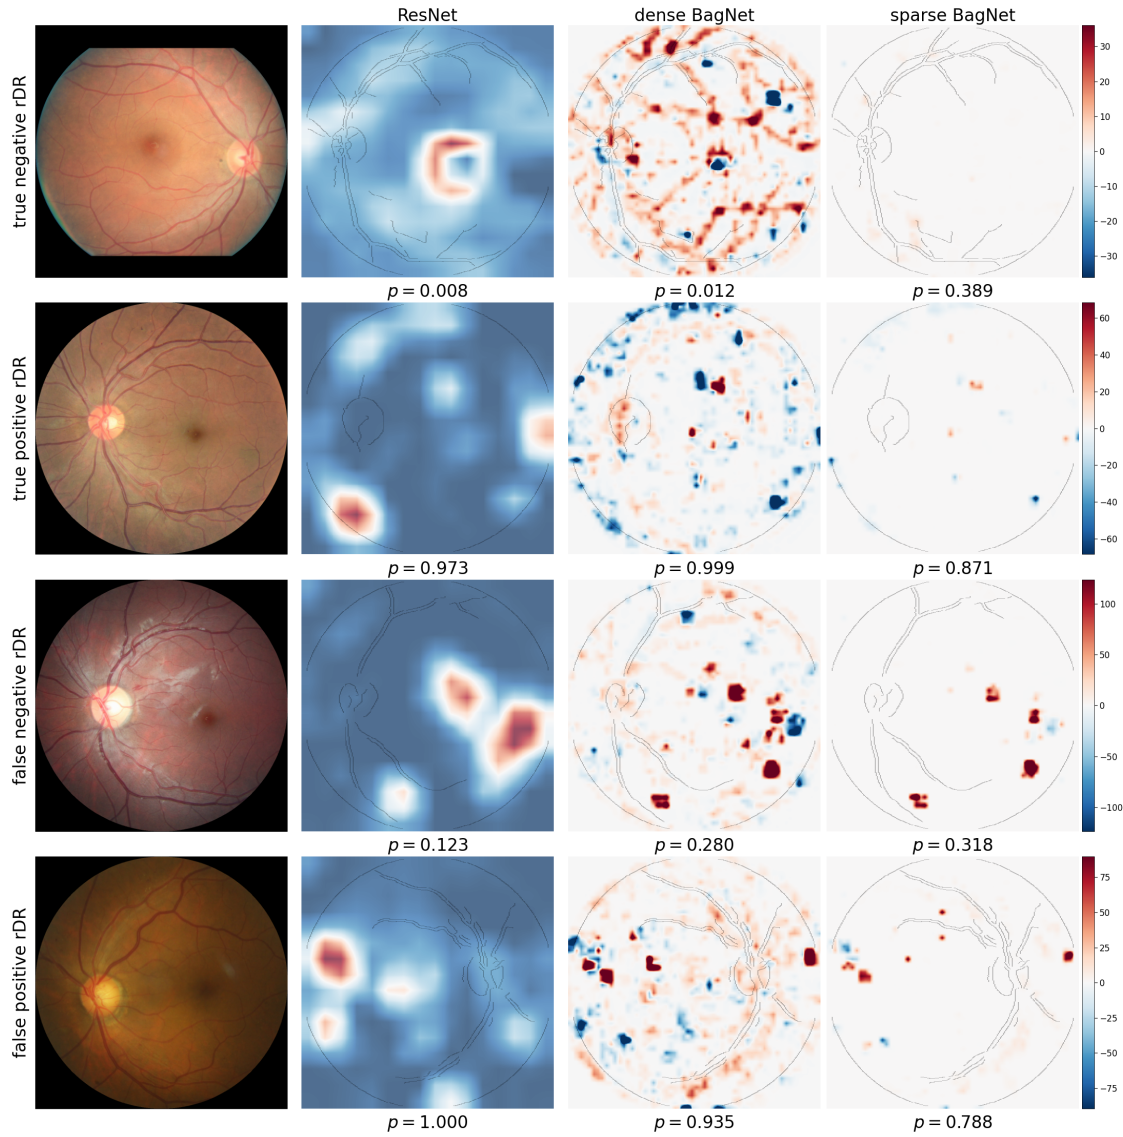 ResNet dense BagNet sparse BagNet
true negative rDR
30
20
10
0
−10
−20
−30
p = 0.008 p = 0.012 p = 0.389
true positive rDR
60
40
20
0
−20
−40
−60
p = 0.973 p = 0.999 p = 0.871
false negative rDR
100
50
0
−50
−100
p = 0.123 p = 0.280 p = 0.318
false positive rDR
75
50
25
0
−25
−50
−75
p = 1.000 p = 0.935 p = 0.788